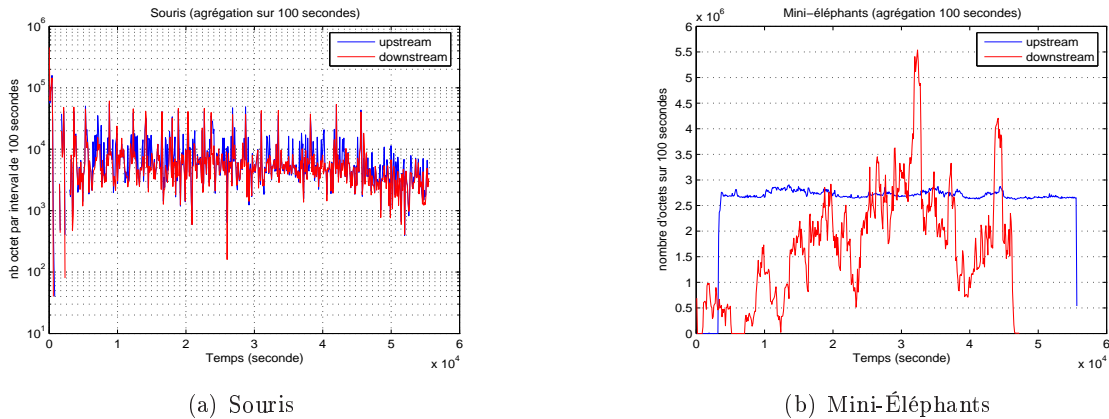 Souris (agrégation sur 100 secondes)
upstream
downstream
nb octet par interval de 100 secondes
10^6
10^5
10^4
10^3
10^2
10^1
0 1 2 3 4 5 6
x 10^4
Temps (seconde)
(a) Souris
Mini−éléphants (agrégation 100 secondes)
x 10^6
upstream
downstream
nombre d'octets sur 100 secondes
6
5.5
5
4.5
4
3.5
3
2.5
2
1.5
1
0.5
0
0 1 2 3 4 5 6
x 10^4
Temps (seconde)
(b) Mini-Éléphants